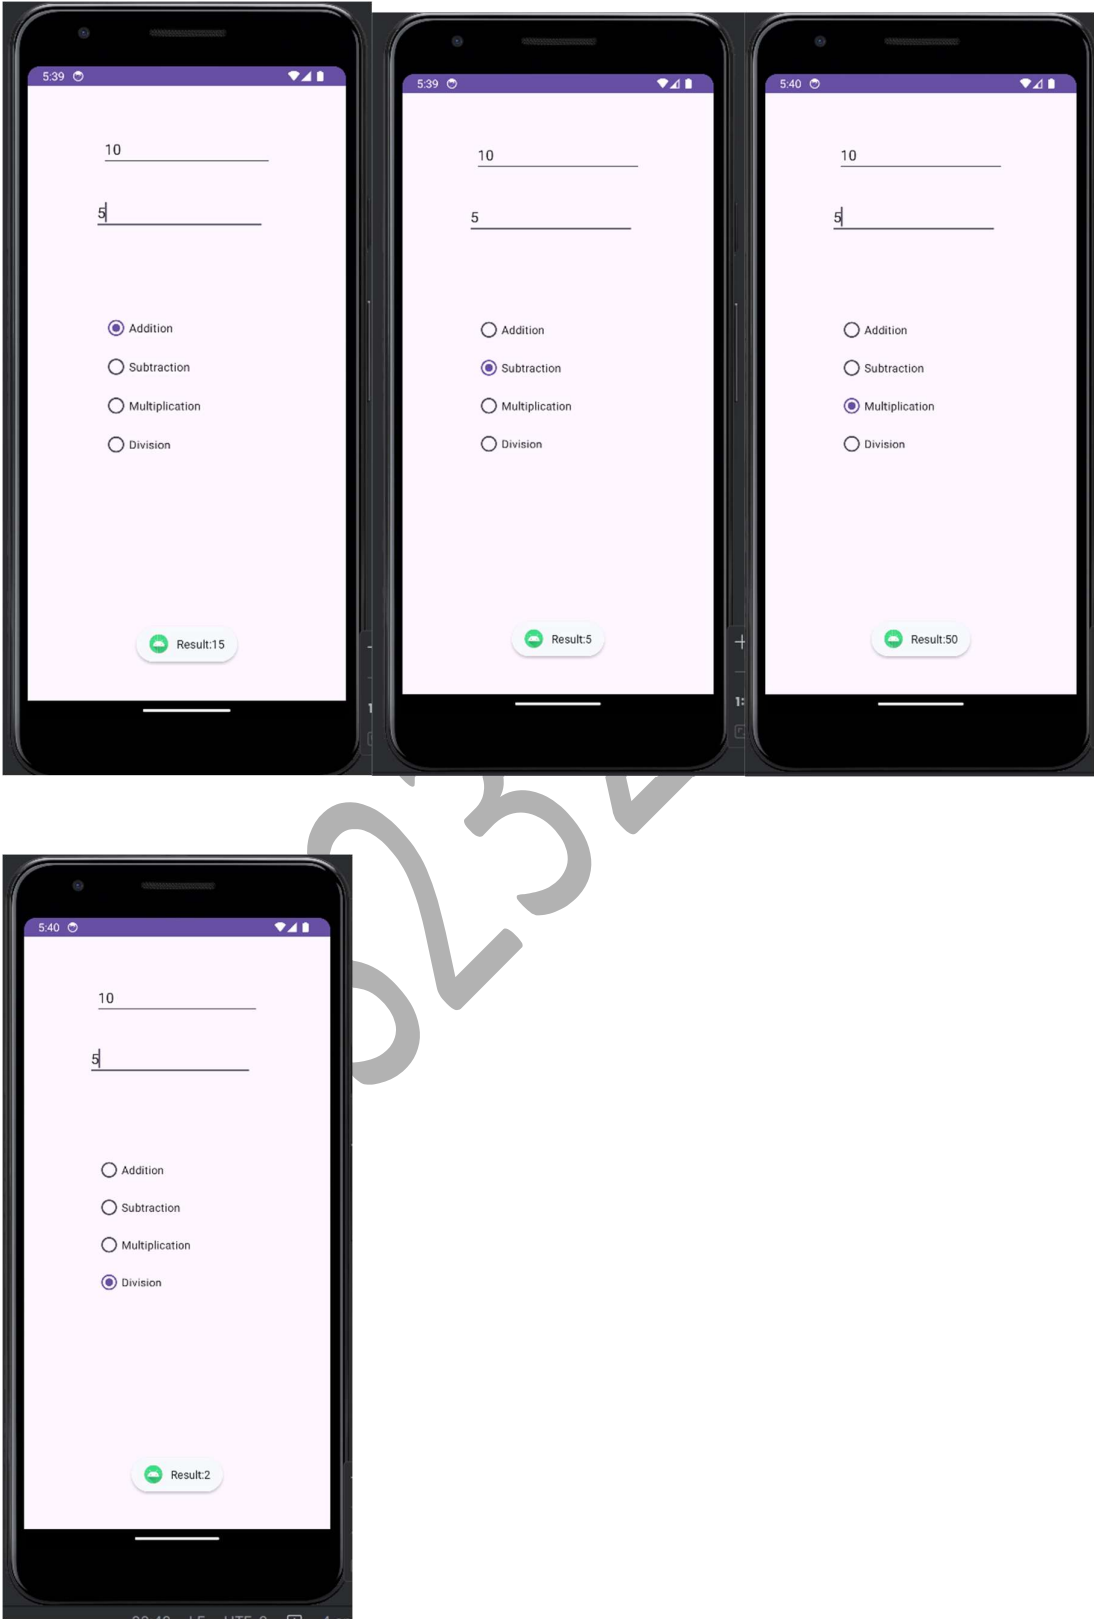 5:39
10
5
Addition
Subtraction
Multiplication
Division
Result:15
5:39
10
5
Addition
Subtraction
Multiplication
Division
Result:5
1:
5:40
10
5
Addition
Subtraction
Multiplication
Division
Result:50
5:40
10
5
Addition
Subtraction
Multiplication
Division
Result:2